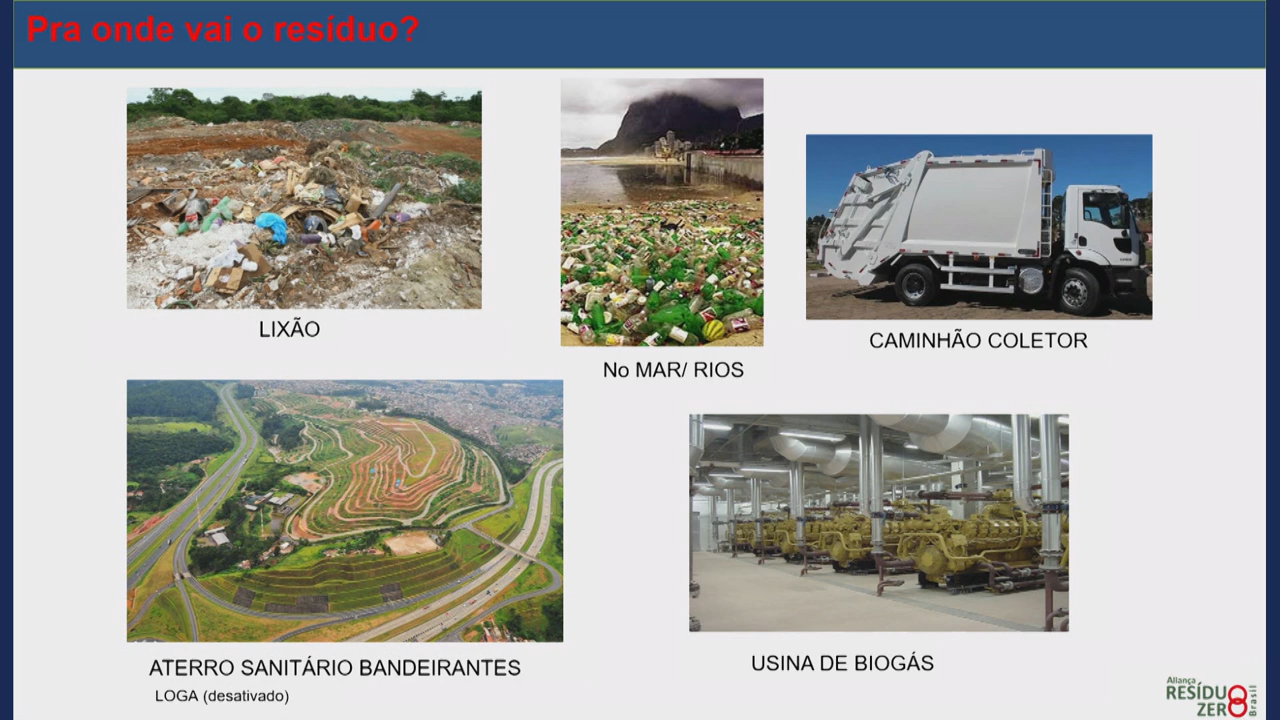 Pra onde vai o resíduo?
LIXÃO
No MAR/ RIOS
CAMINHÃO COLETOR
ATERRO SANITÁRIO BANDEIRANTES
LOGA (desativado)
USINA DE BIOGÁS
Aliança
RESÍDUO
ZERO
Brasil